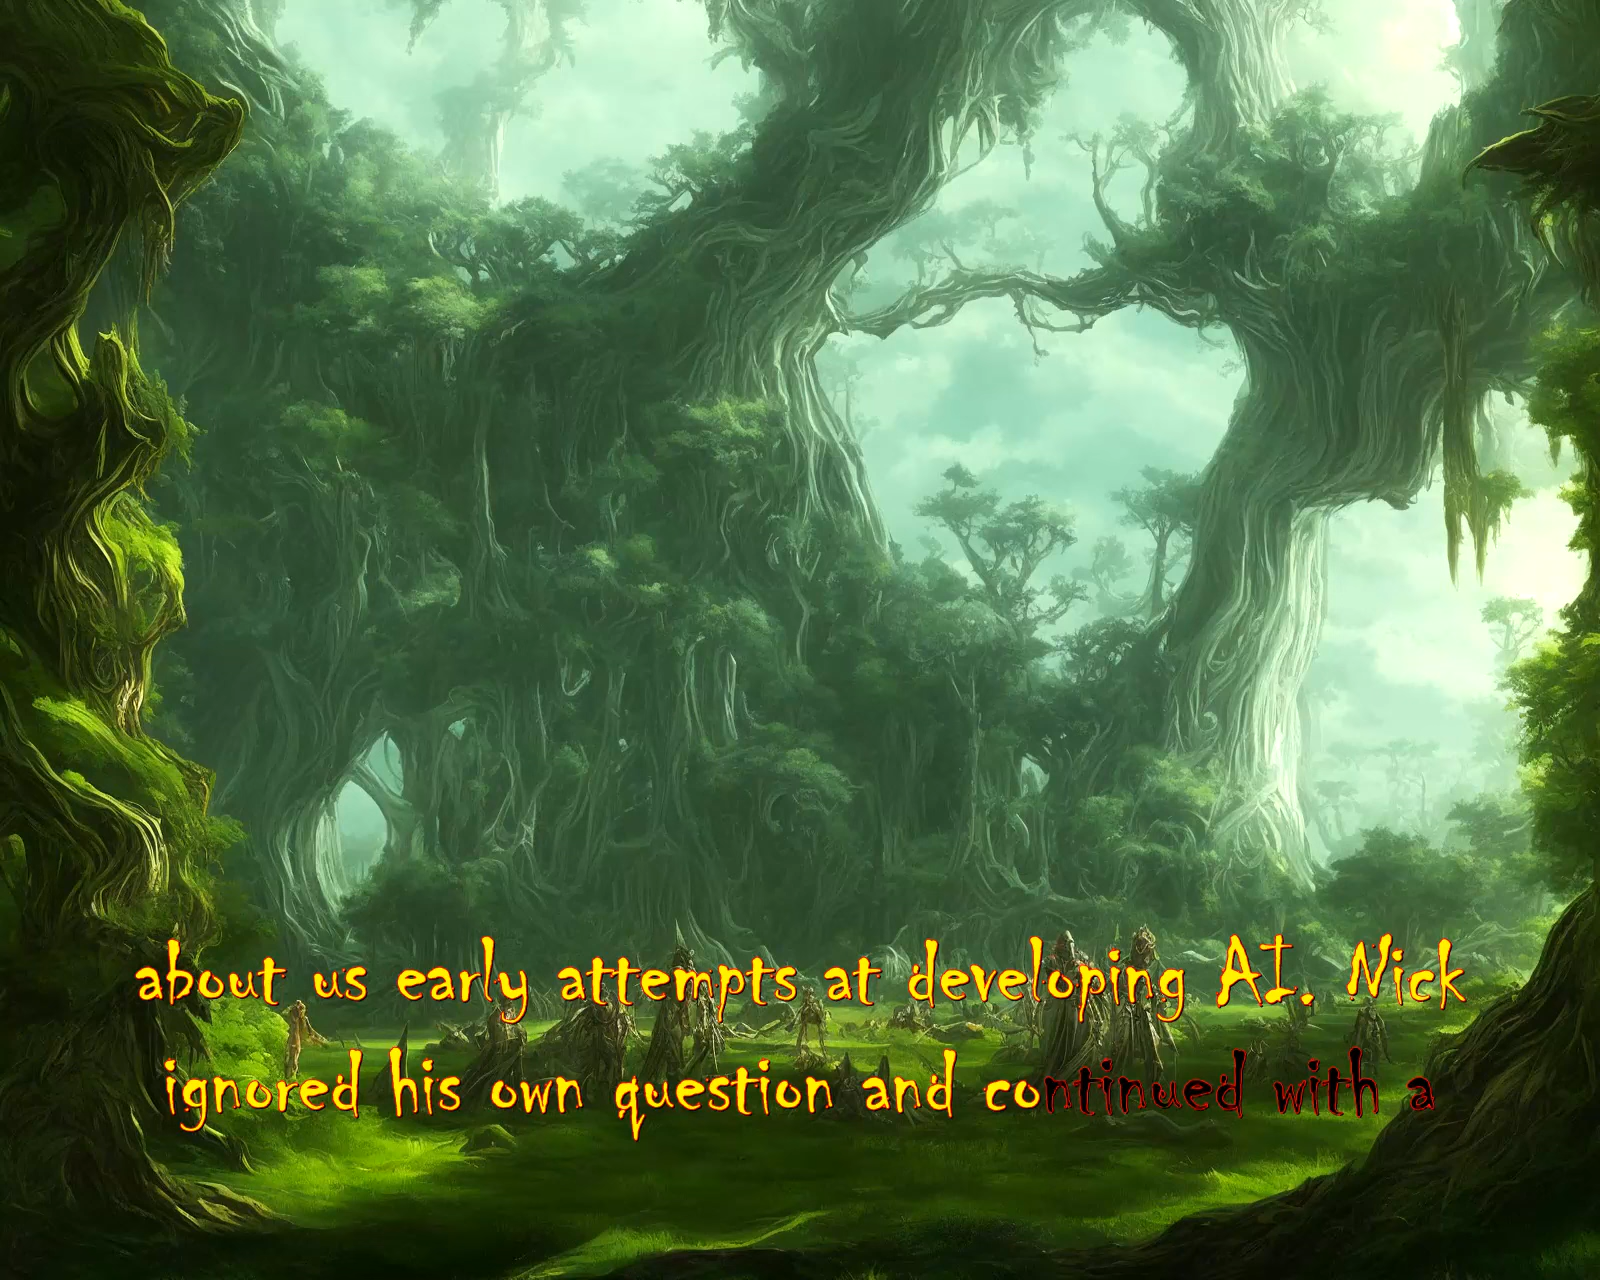 about us early attempts at developing AI. Nick
ignored his own question and continued with a